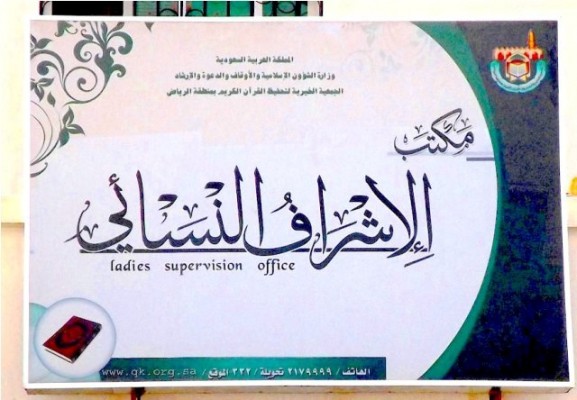 المملكة العربية السعودية
وزارة الشؤون الإسلامية والأوقاف والدعوة والإرشاد
الجمعية الخيرية لتحفيظ القرآن الكريم بمنطقة الرياض
مكتب
الإشراف النسائي
ladies supervision office
الهاتف / ٢١٧٩٩٩٩ تحويلة / ٢٣٢ الموقع / www.qk.org.sa